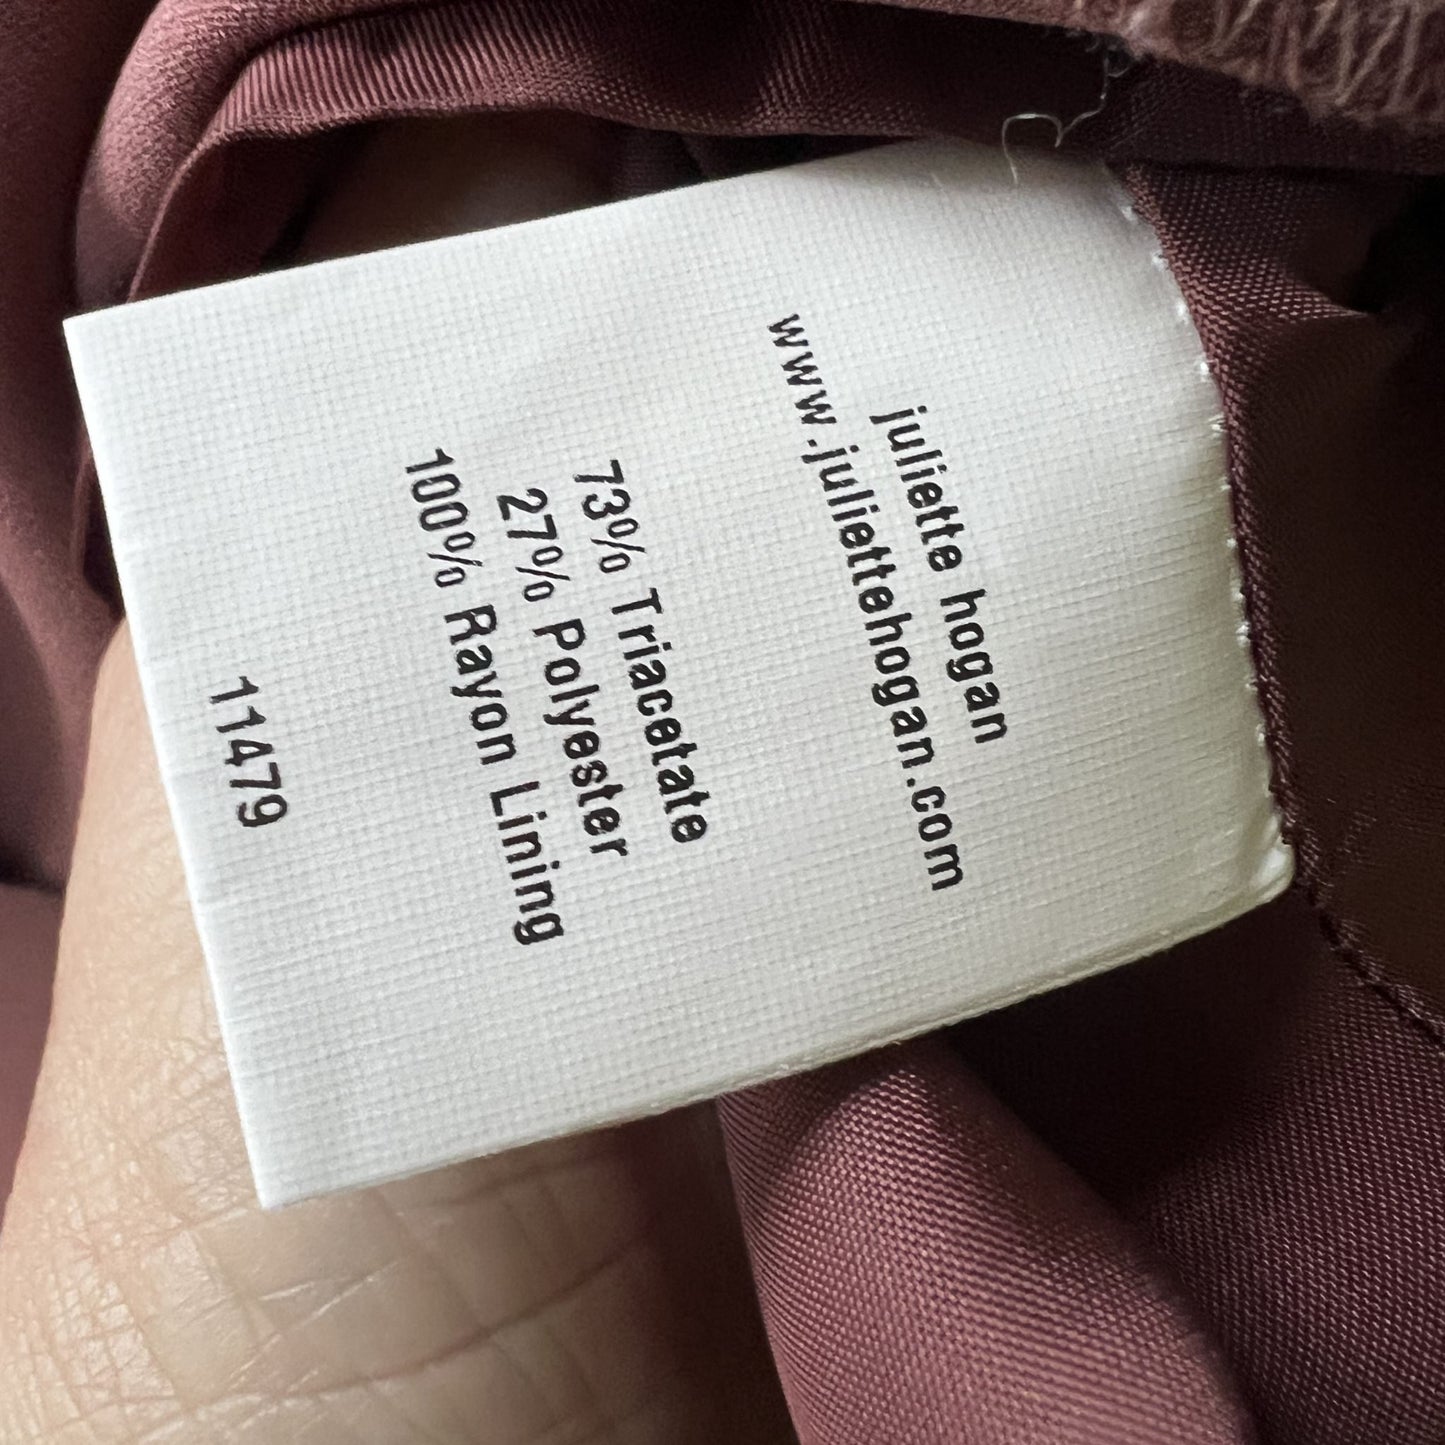 juliette hogan
www.juliettehogan.com
73% Triacetate
27% Polyester
100% Rayon Lining
11479